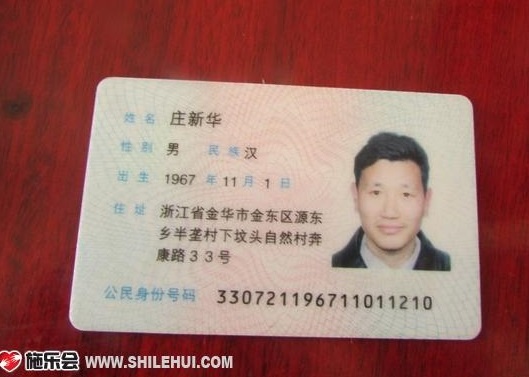 姓名 庄新华
性别 男 民族 汉
出生 1967 年 11 月 1 日
住址 浙江省金华市金东区源东
乡半垄村下坟头自然村奔
康路33号
公民身份号码 330721196711011210
施乐会 WWW.SHILEHUI.COM